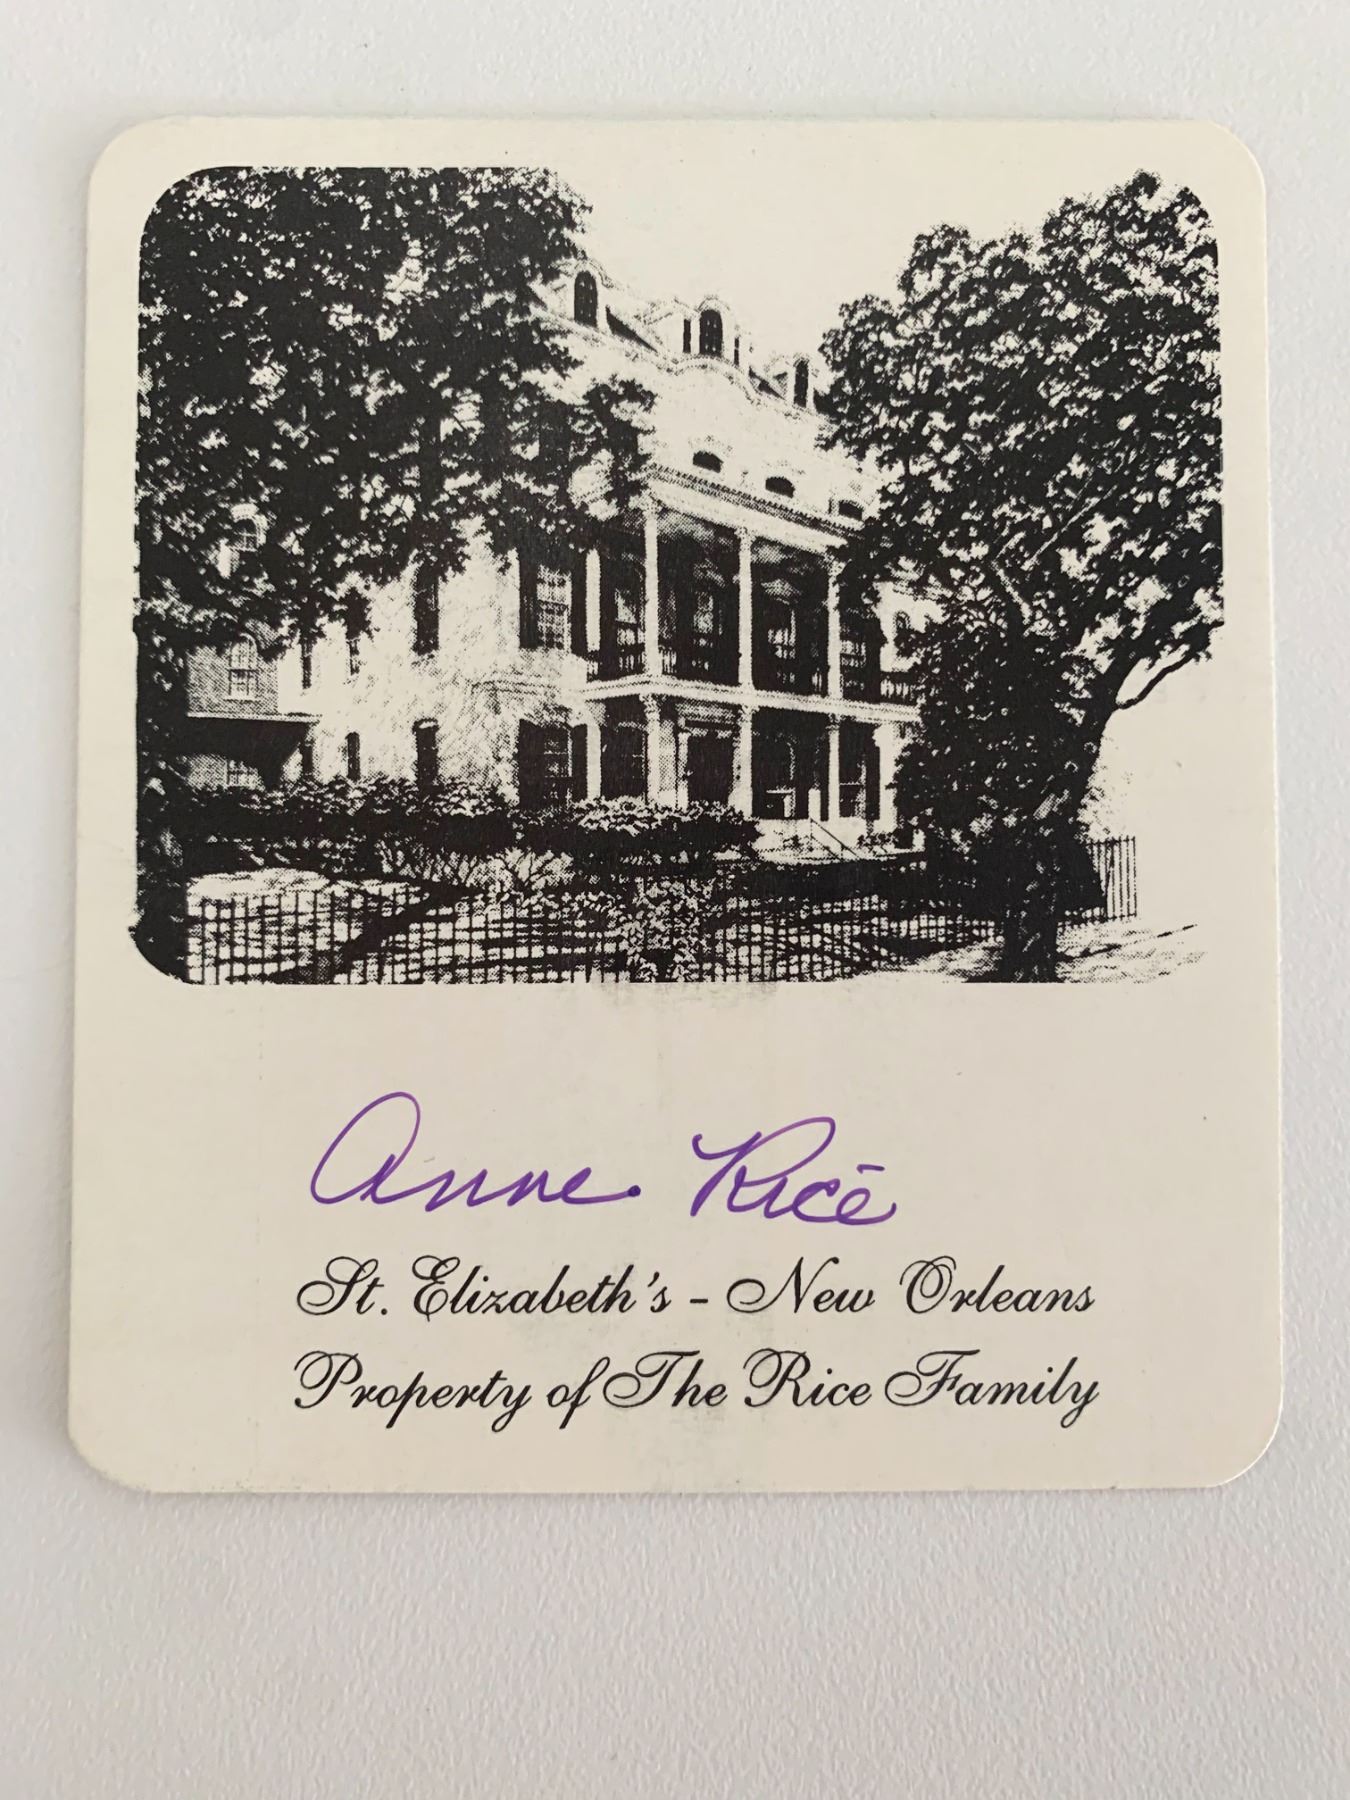 Anne Rice
St. Elizabeth's - New Orleans
Property of The Rice Family